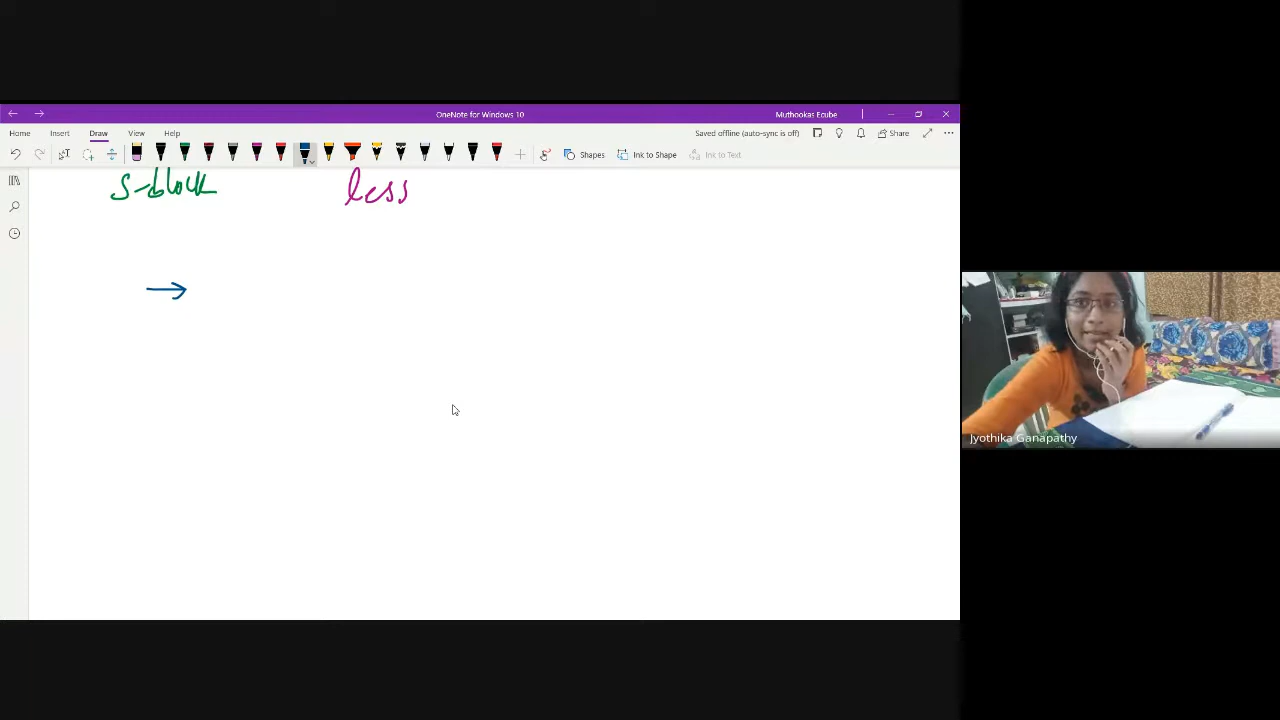 OneNote for Windows 10
Muthookas Ecube
Home Insert Draw View Help
Saved offline (auto-sync is off)
Share
Shapes
Ink to Shape
Ink to Text
s-block less
Jyothika Ganapathy